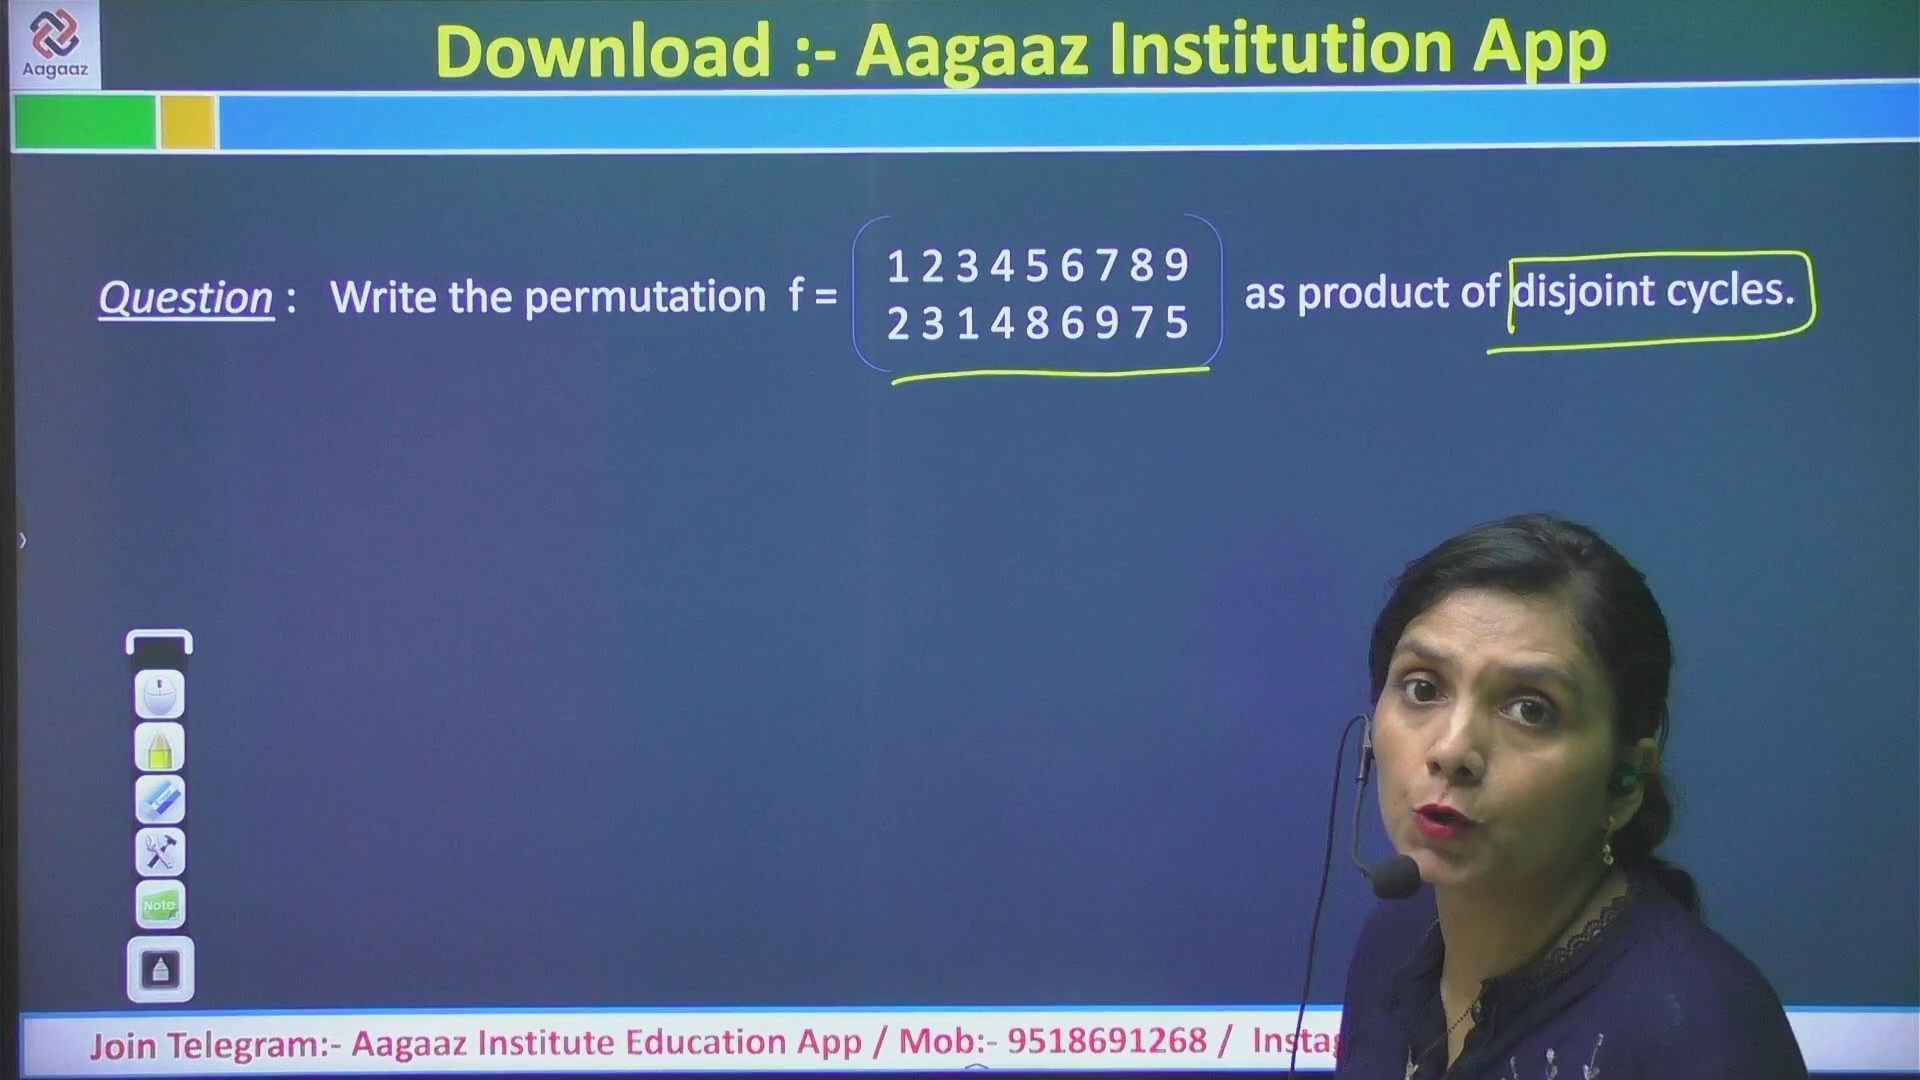 Aagaaz
Download :- Aagaaz Institution App
Question : Write the permutation f = ( 1 2 3 4 5 6 7 8 9
2 3 1 4 8 6 9 7 5 ) as product of disjoint cycles.
Note
Join Telegram:- Aagaaz Institute Education App / Mob:- 9518691268 / Instag